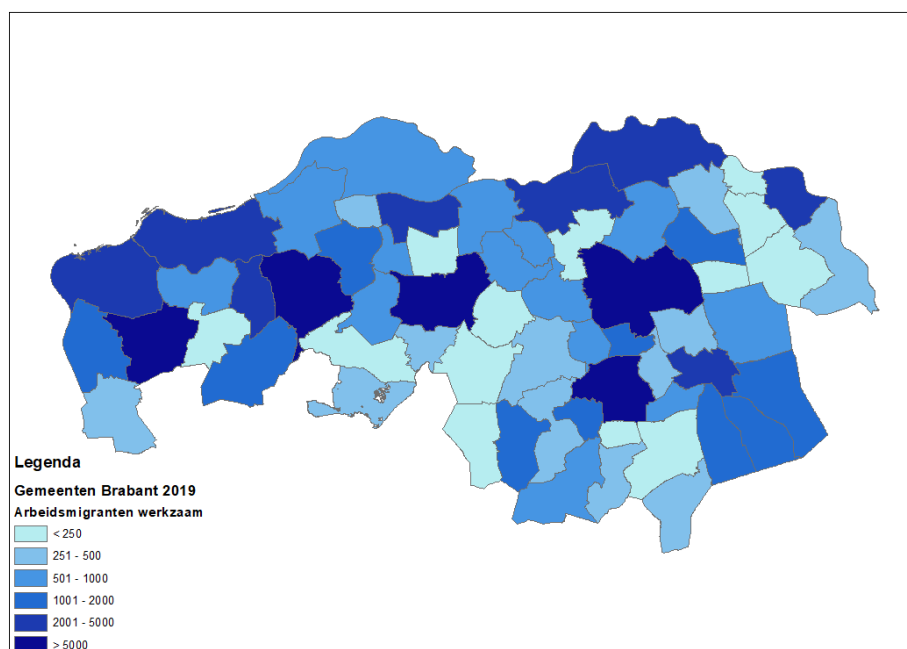 Legenda
Gemeenten Brabant 2019
Arbeidsmigranten werkzaam
< 250
251 - 500
501 - 1000
1001 - 2000
2001 - 5000
> 5000